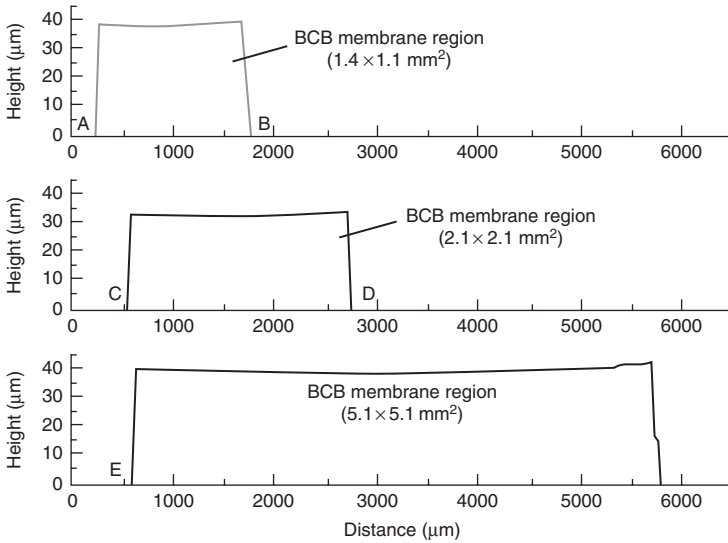 Height (μm)
40
30
20
10
0
A
B
BCB membrane region
(1.4×1.1 mm²)
0 1000 2000 3000 4000 5000 6000
Height (μm)
40
30
20
10
0
C
D
BCB membrane region
(2.1×2.1 mm²)
0 1000 2000 3000 4000 5000 6000
Height (μm)
40
30
20
10
0
E
BCB membrane region
(5.1×5.1 mm²)
0 1000 2000 3000 4000 5000 6000
Distance (μm)